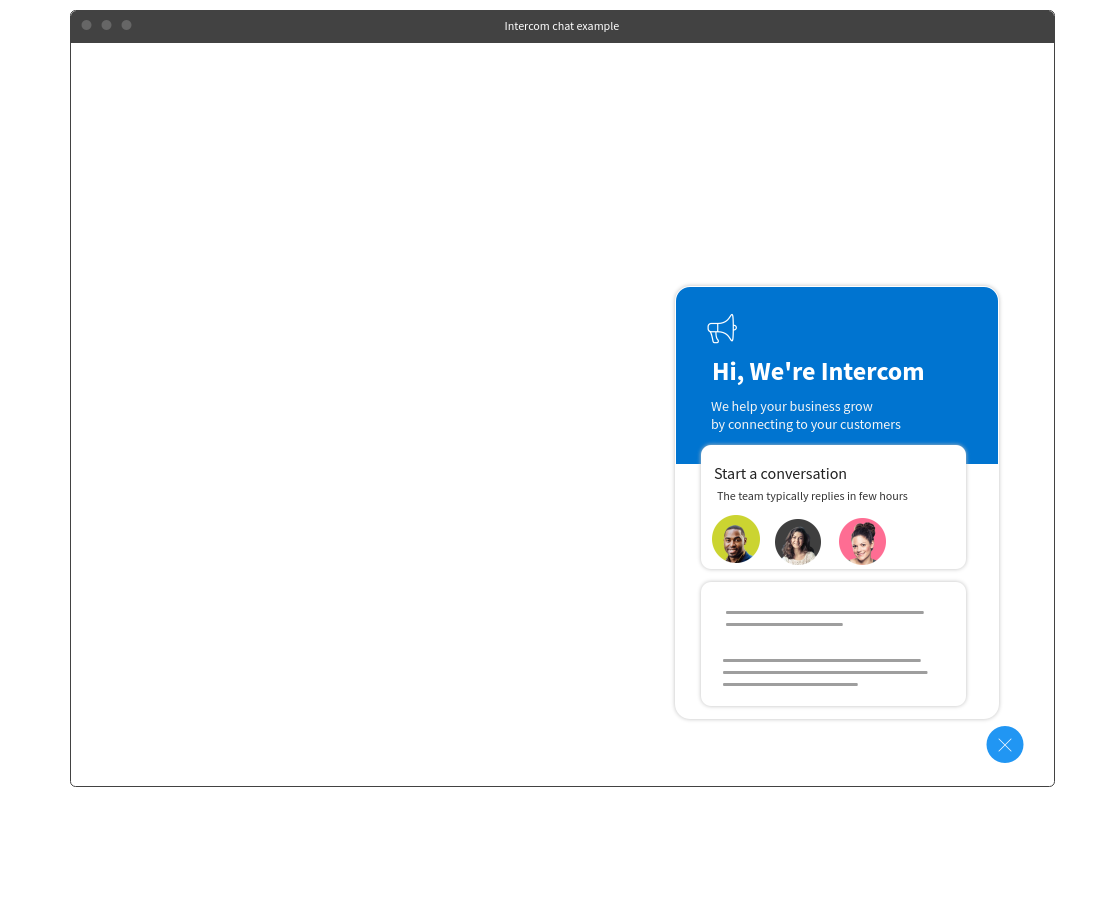 Intercom chat example
Hi, We're Intercom
We help your business grow
by connecting to your customers
Start a conversation
The team typically replies in few hours